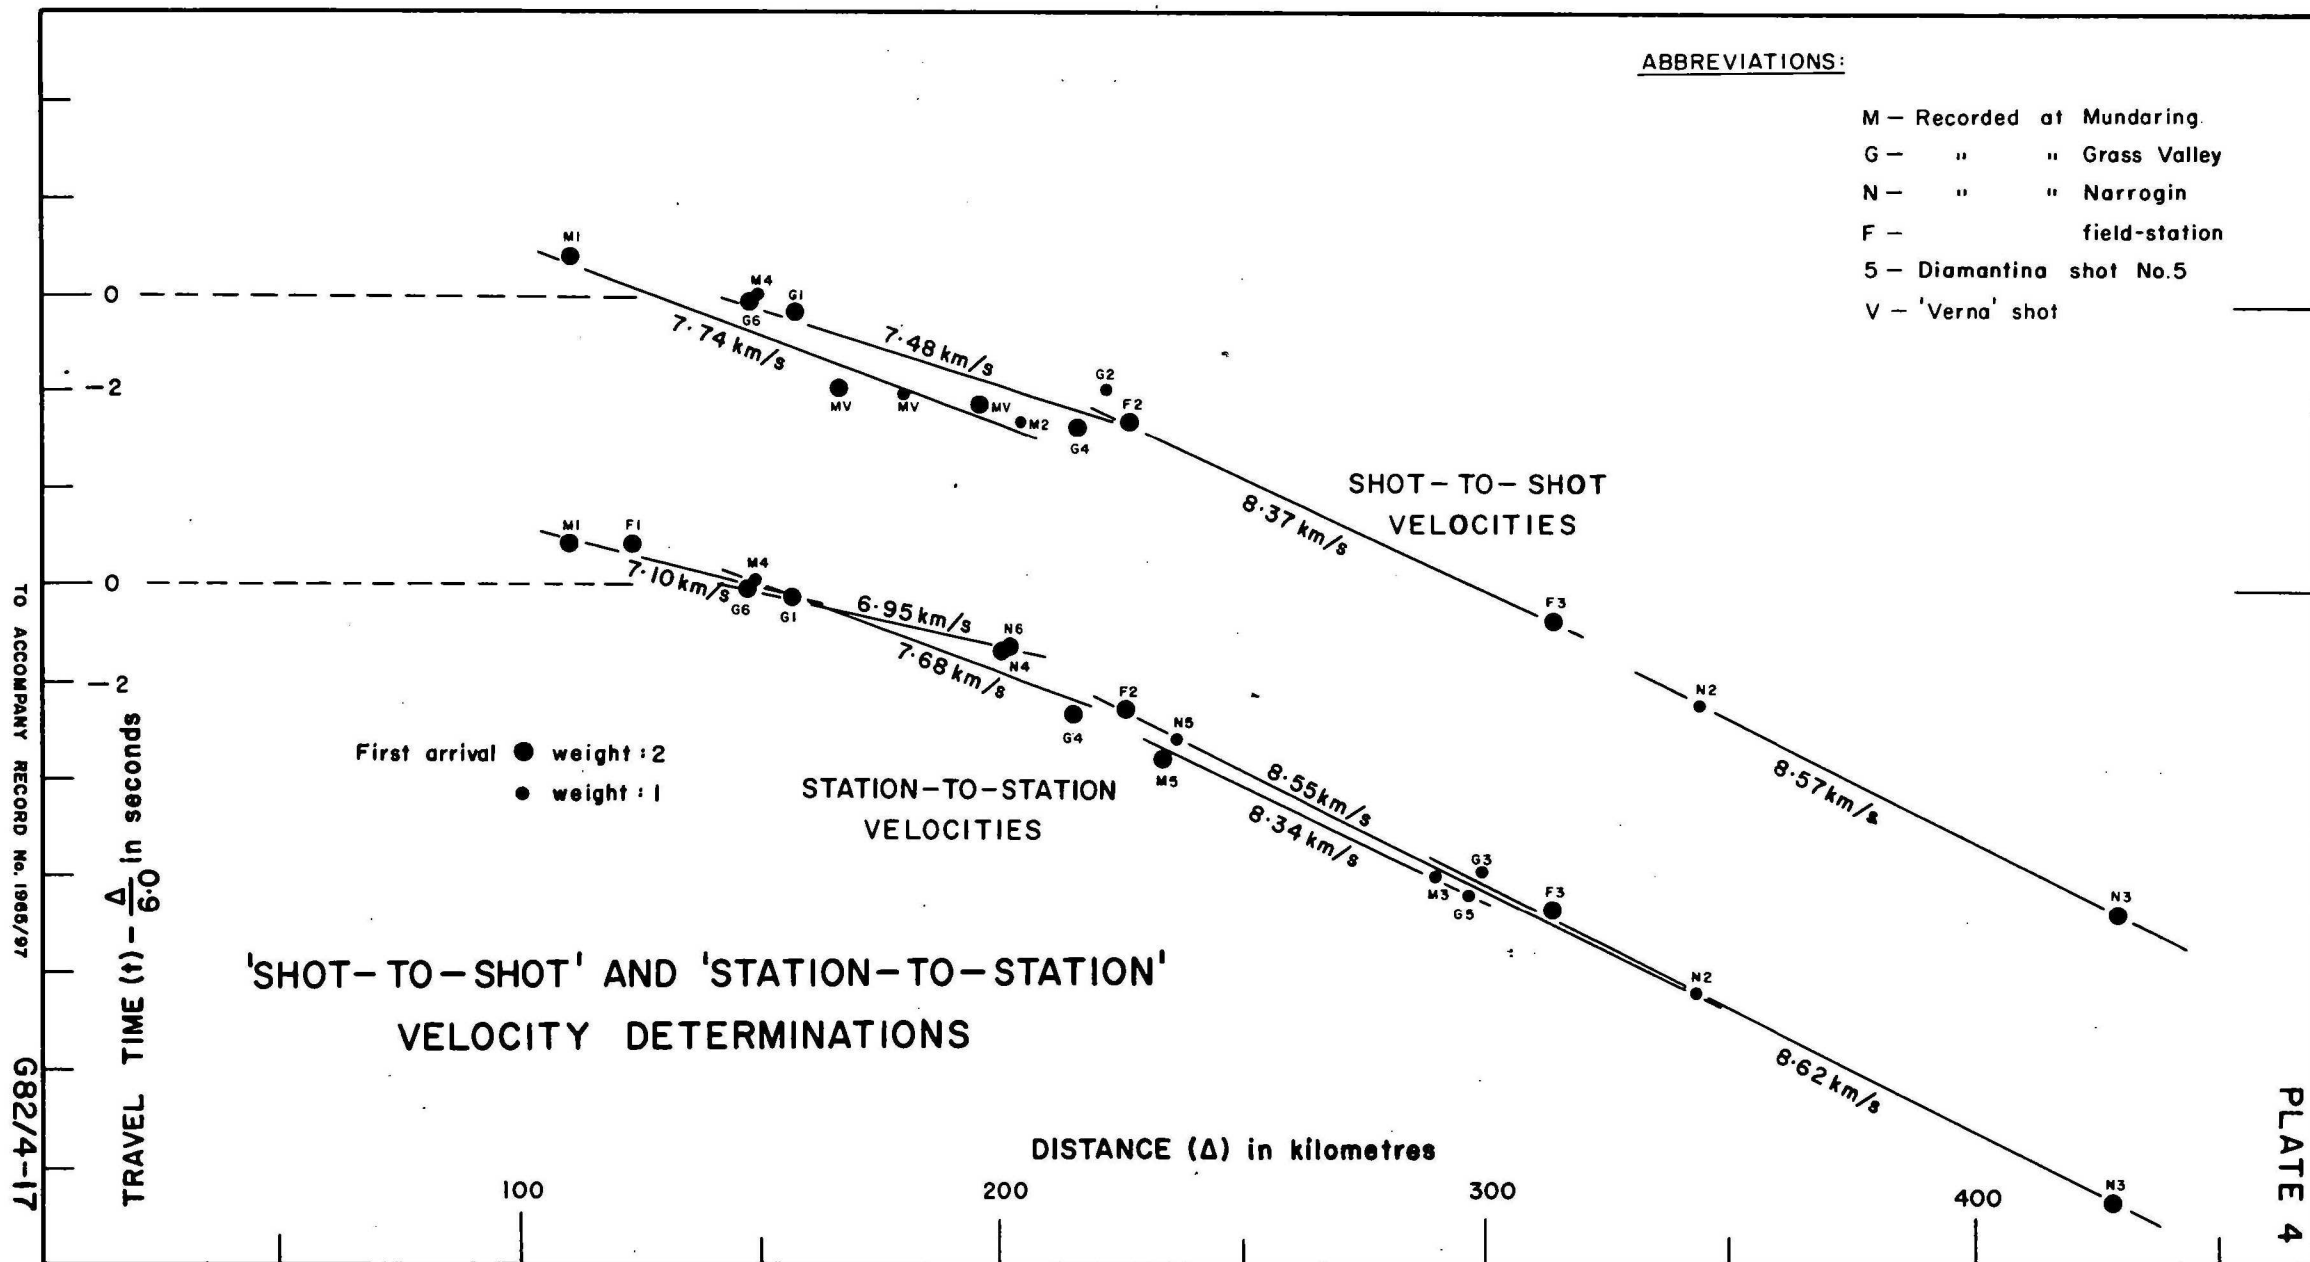 ABBREVIATIONS:
M – Recorded at Mundaring
G – " " Grass Valley
N – " " Narrogin
F – field-station
5 – Diamantina shot No.5
V – 'Verna' shot
M1
0
M4
G1
G6
7.74 km/s
7.48 km/s
-2
MV
MV
MV
M2
G2
F2
G4
SHOT-TO-SHOT
VELOCITIES
8.37 km/s
F3
N2
8.57km/s
N3
M1
F1
0
M4
7.10 km/s
G6
G1
6.95 km/s
N6
N4
7.68 km/s
-2
F2
G4
N5
M5
First arrival ● weight : 2
● weight : 1
STATION-TO-STATION
VELOCITIES
8.55km/s
8.34 km/s
G3
M3
G5
F3
N2
8.62km/s
N3
'SHOT-TO-SHOT' AND 'STATION-TO-STATION'
VELOCITY DETERMINATIONS
DISTANCE (Δ) in kilometres
100
200
300
400
TRAVEL TIME (t) – Δ/6.0 in seconds
TO ACCOMPANY RECORD No. 1965/97
G82/4-17
PLATE 4